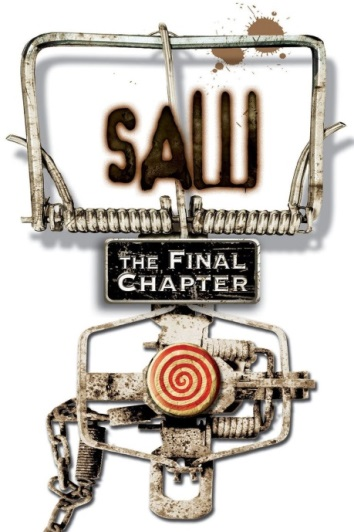 SAW
THE FINAL
CHAPTER